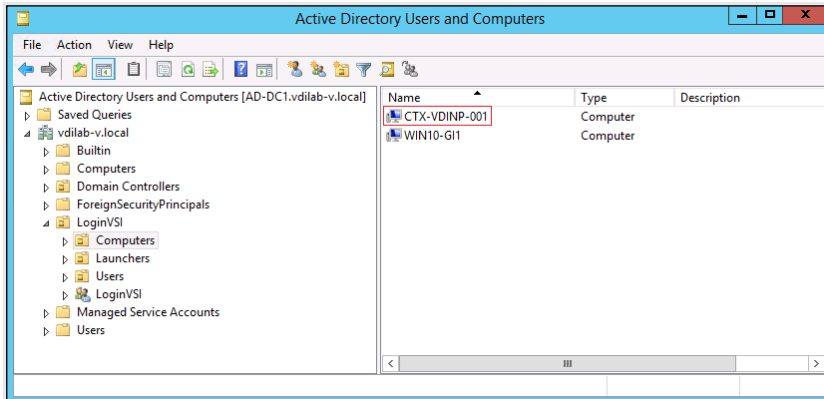 Active Directory Users and Computers
File Action View Help
Active Directory Users and Computers [AD-DC1.vdilab-v.local]
Saved Queries
vdilab-v.local
Builtin
Computers
Domain Controllers
ForeignSecurityPrincipals
LoginVSI
Computers
Launchers
Users
LoginVSI
Managed Service Accounts
Users
Name Type Description
CTX-VDINP-001 Computer
WIN10-GI1 Computer